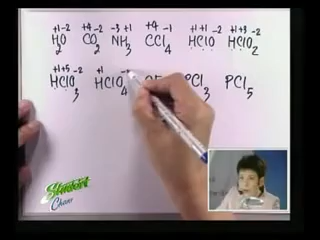 +1 -2 +4 -2 -3 +1 +4 -1 +1 +1 -2 +1 +3 -2
H2O CO2 NH3 CCl4 HClO HClO2
+1 +5 -2 +1
HClO3 HClO4 PCl3 PCl5
Student
Chem